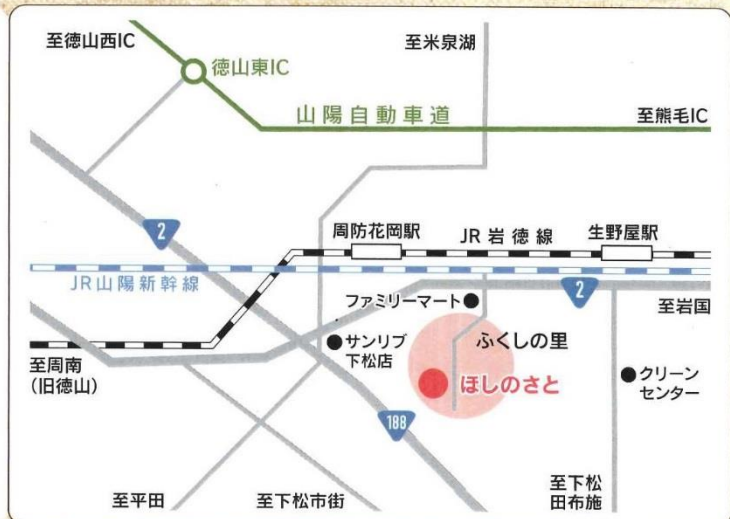 至徳山西IC
徳山東IC
至米泉湖
山陽自動車道
至熊毛IC
2
周防花岡駅
JR岩徳線
生野屋駅
JR山陽新幹線
ファミリーマート
2
至岩国
サンリブ
下松店
ふくしの里
至周南
(旧徳山)
ほしのさと
クリーン
センター
188
至平田
至下松市街
至下松
田布施